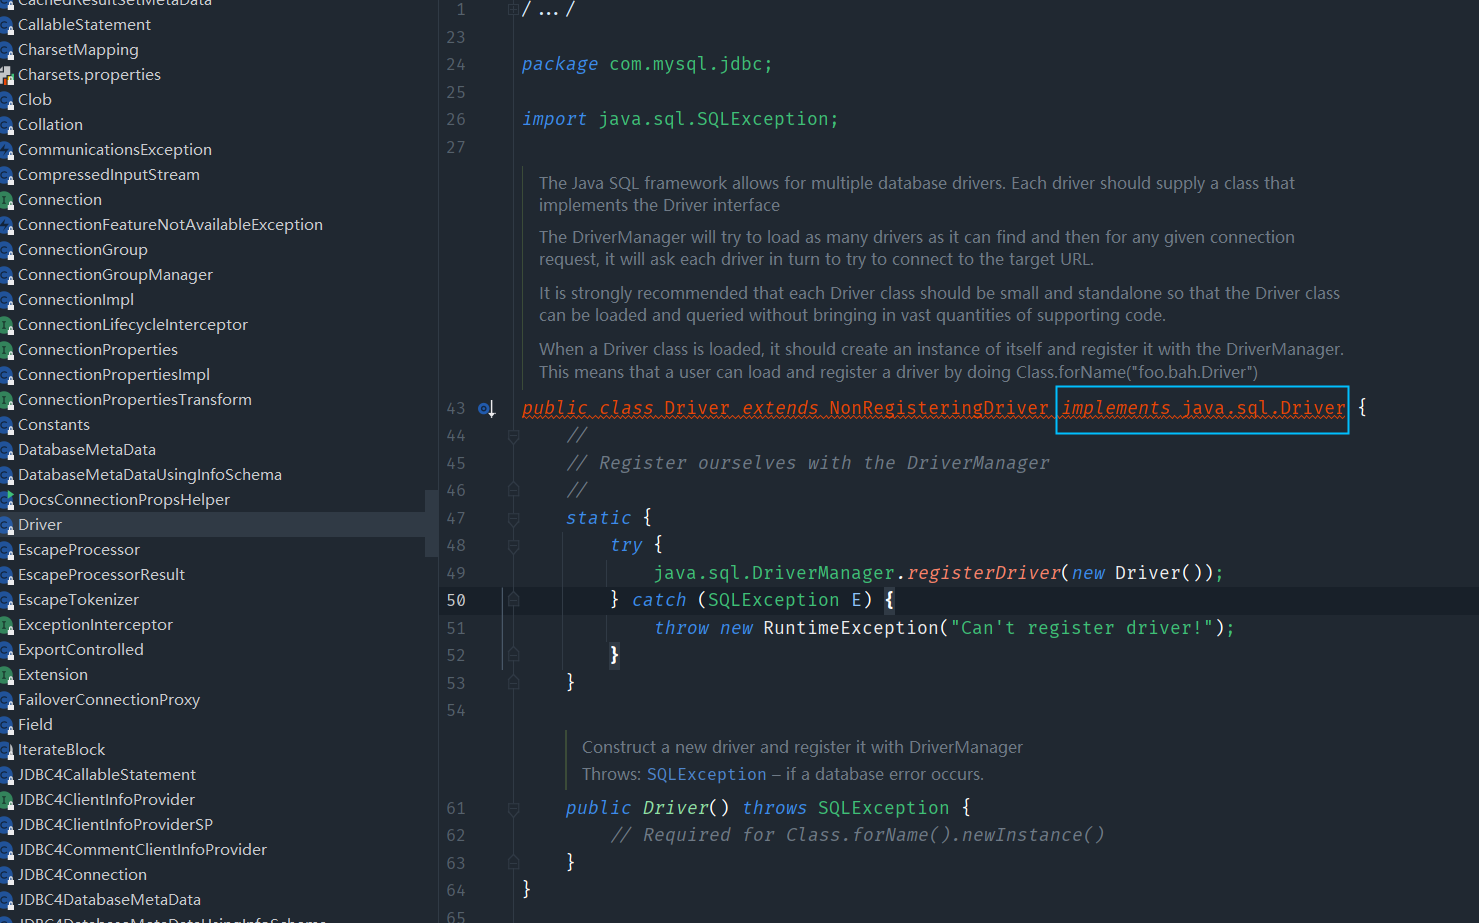 CachedResultSetMetaData
CallableStatement
CharsetMapping
Charsets.properties
Clob
Collation
CommunicationsException
CompressedInputStream
Connection
ConnectionFeatureNotAvailableException
ConnectionGroup
ConnectionGroupManager
ConnectionImpl
ConnectionLifecycleInterceptor
ConnectionProperties
ConnectionPropertiesImpl
ConnectionPropertiesTransform
Constants
DatabaseMetaData
DatabaseMetaDataUsingInfoSchema
DocsConnectionPropsHelper
Driver
EscapeProcessor
EscapeProcessorResult
EscapeTokenizer
ExceptionInterceptor
ExportControlled
Extension
FailoverConnectionProxy
Field
IterateBlock
JDBC4CallableStatement
JDBC4ClientInfoProvider
JDBC4ClientInfoProviderSP
JDBC4CommentClientInfoProvider
JDBC4Connection
JDBC4DatabaseMetaData
JDBC4DatabaseMetaDataUsingInfoSchema
1 /.../
23
24 package com.mysql.jdbc;
25
26 import java.sql.SQLException;
27
The Java SQL framework allows for multiple database drivers. Each driver should supply a class that
implements the Driver interface
The DriverManager will try to load as many drivers as it can find and then for any given connection
request, it will ask each driver in turn to try to connect to the target URL.
It is strongly recommended that each Driver class should be small and standalone so that the Driver class
can be loaded and queried without bringing in vast quantities of supporting code.
When a Driver class is loaded, it should create an instance of itself and register it with the DriverManager.
This means that a user can load and register a driver by doing Class.forName("foo.bah.Driver")
43 public class Driver extends NonRegisteringDriver implements java.sql.Driver {
44 //
45 // Register ourselves with the DriverManager
46 //
47 static {
48 try {
49 java.sql.DriverManager.registerDriver(new Driver());
50 } catch (SQLException E) {
51 throw new RuntimeException("Can't register driver!");
52 }
53 }
54
Construct a new driver and register it with DriverManager
Throws: SQLException – if a database error occurs.
61 public Driver() throws SQLException {
62 // Required for Class.forName().newInstance()
63 }
64 }
65